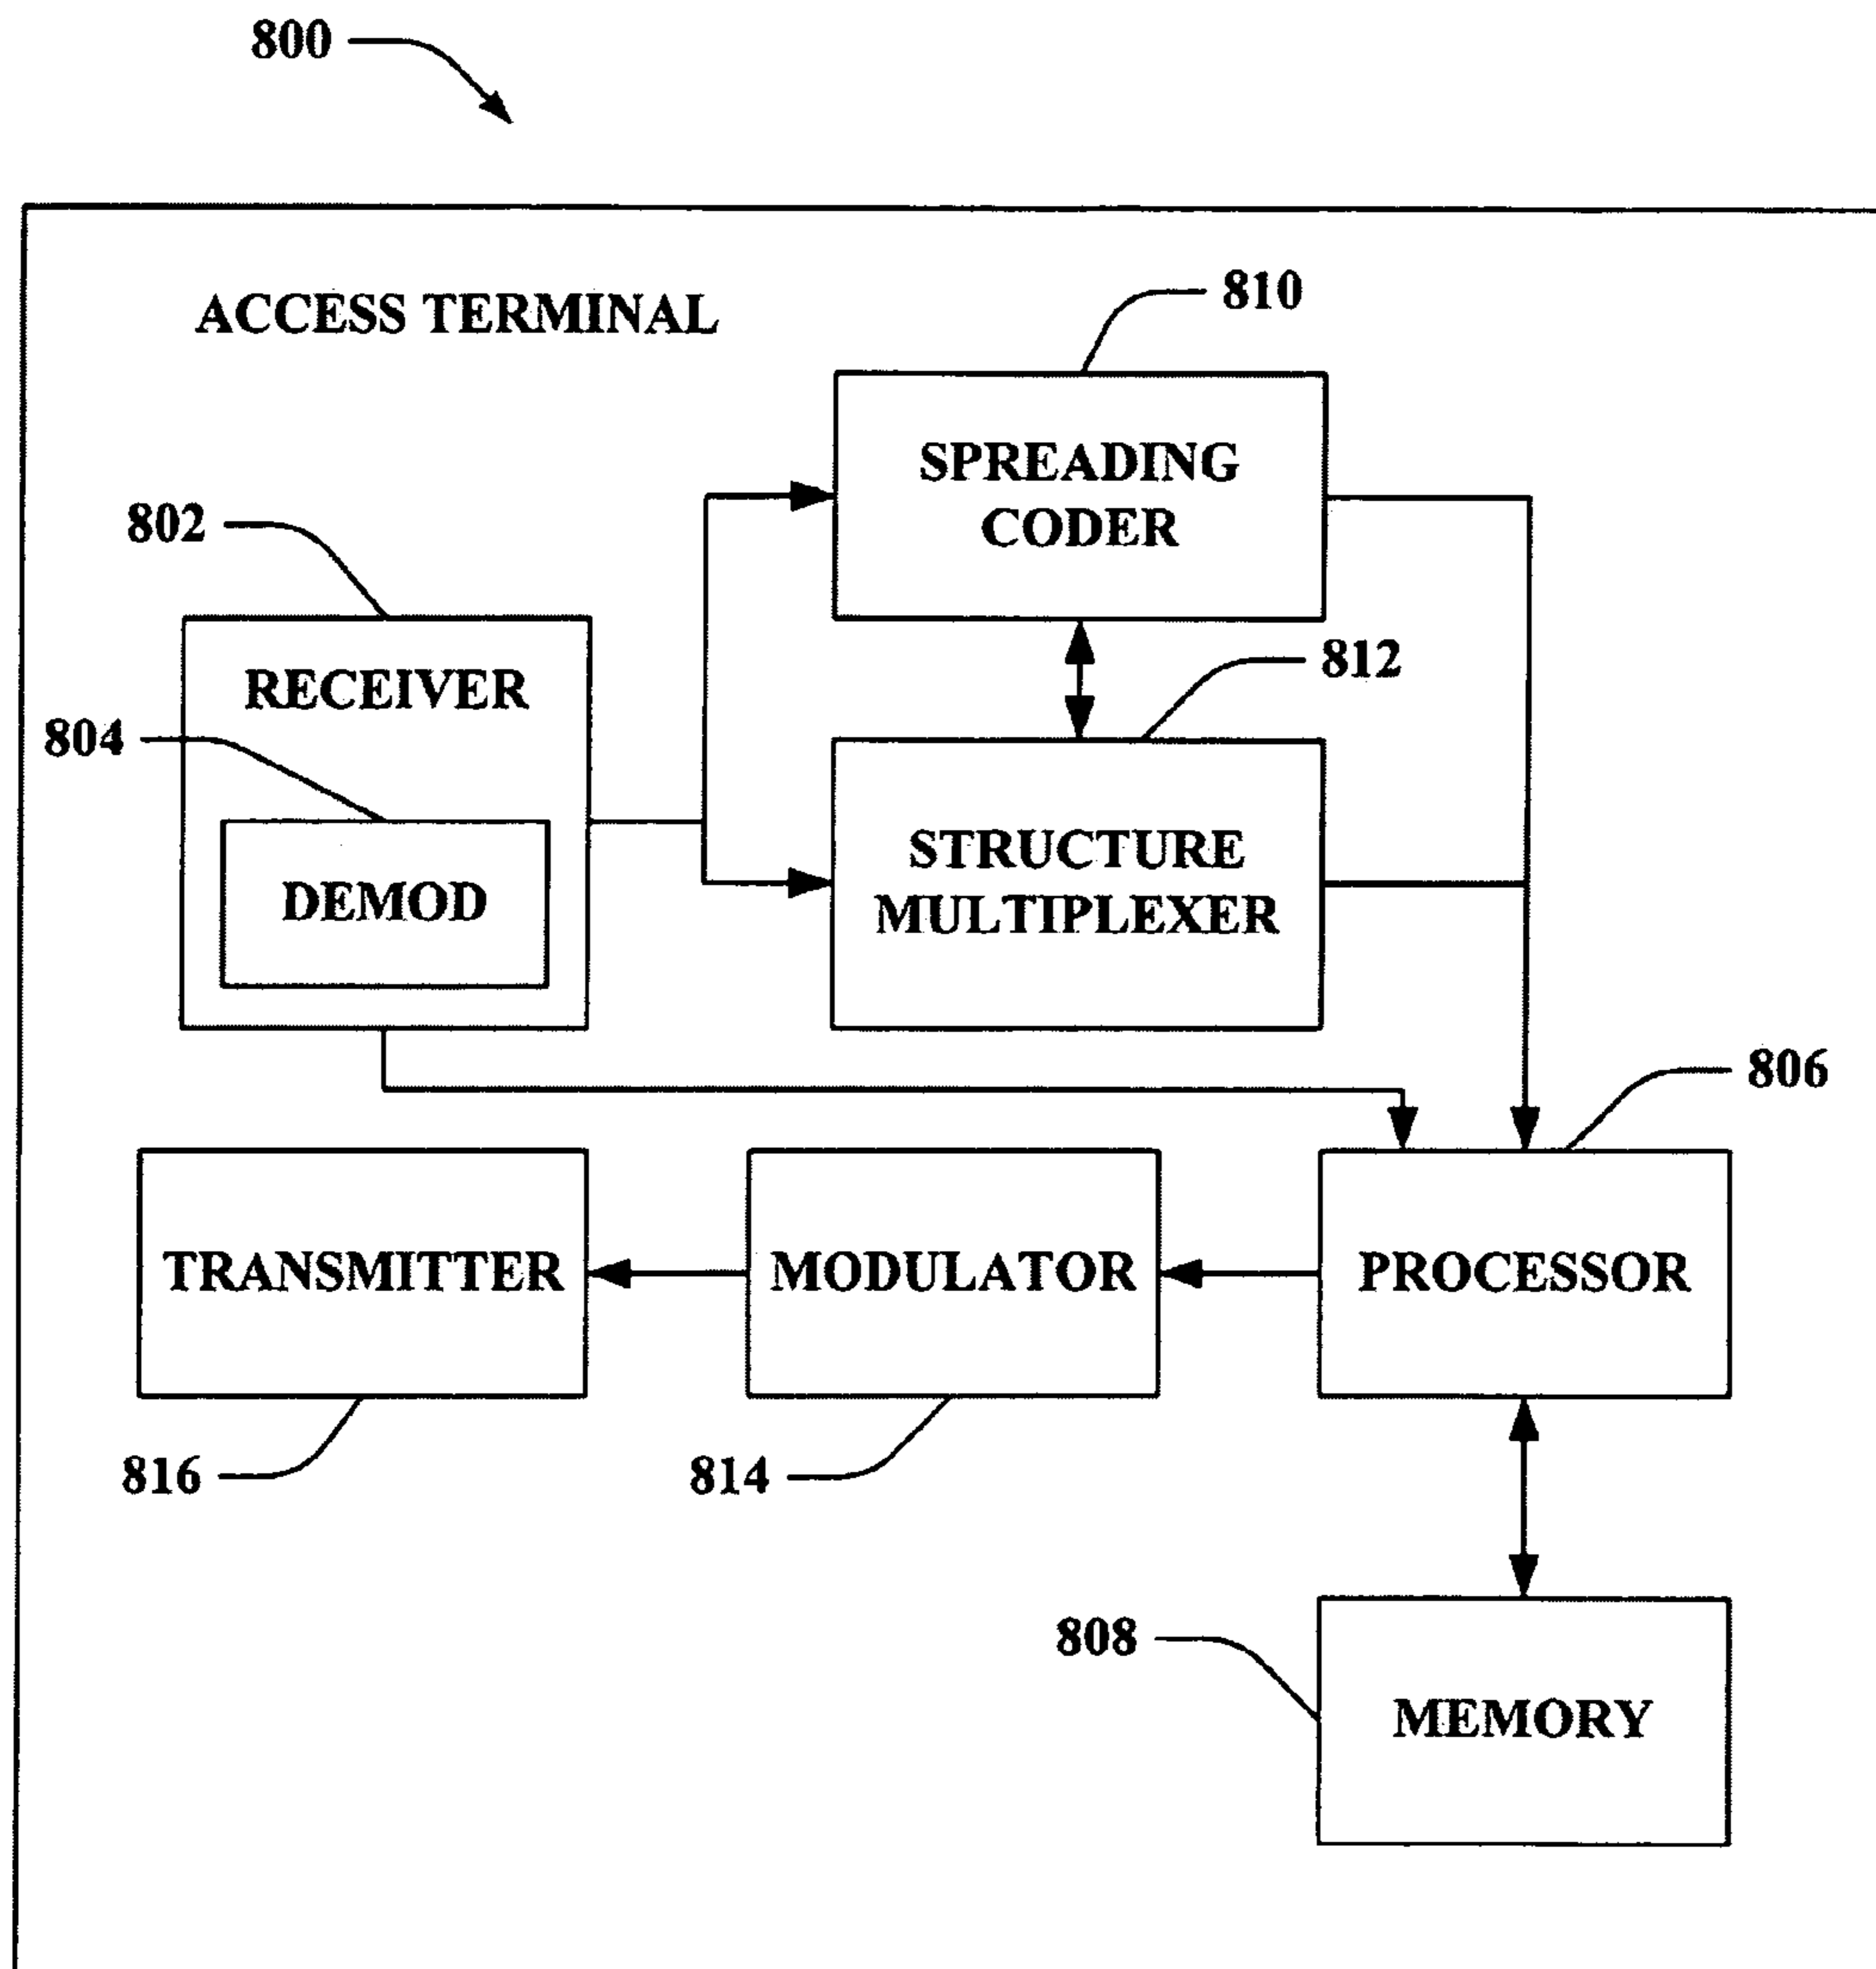 800
ACCESS TERMINAL
810
SPREADING
CODER
802
RECEIVER
812
804
DEMOD
STRUCTURE
MULTIPLEXER
806
TRANSMITTER
MODULATOR
PROCESSOR
816
814
808
MEMORY